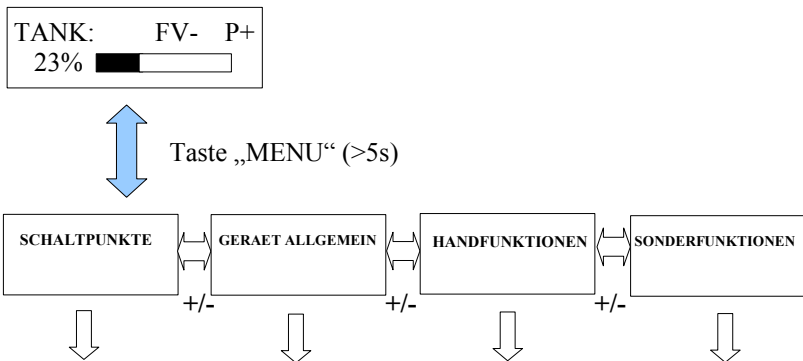 TANK: FV- P+
23%
Taste „MENU“ (>5s)
SCHALTPUNKTE
GERAET ALLGEMEIN
HANDFUNKTIONEN
SONDERFUNKTIONEN
+/-
+/-
+/-